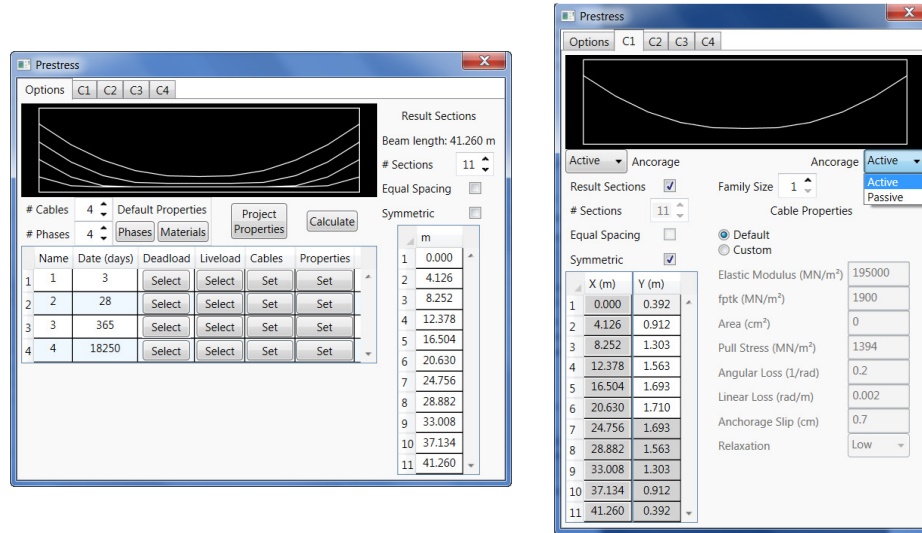 Prestress
Options C1 C2 C3 C4
Result Sections
Beam length: 41.260 m
# Sections 11
Equal Spacing
Symmetric
# Cables 4 Default Properties Project Properties Calculate
# Phases 4 Phases Materials
Name Date (days) Deadload Liveload Cables Properties
1 1 3 Select Select Set Set
2 2 28 Select Select Set Set
3 3 365 Select Select Set Set
4 4 18250 Select Select Set Set
m
1 0.000
2 4.126
3 8.252
4 12.378
5 16.504
6 20.630
7 24.756
8 28.882
9 33.008
10 37.134
11 41.260
Prestress
Options C1 C2 C3 C4
Active Ancorage Ancorage Active
Active
Passive
Result Sections Family Size 1
# Sections 11 Cable Properties
Equal Spacing Default
Symmetric Custom
X (m) Y (m)
1 0.000 0.392
2 4.126 0.912
3 8.252 1.303
4 12.378 1.563
5 16.504 1.693
6 20.630 1.710
7 24.756 1.693
8 28.882 1.563
9 33.008 1.303
10 37.134 0.912
11 41.260 0.392
Elastic Modulus (MN/m²) 195000
fptk (MN/m²) 1900
Area (cm²) 0
Pull Stress (MN/m²) 1394
Angular Loss (1/rad) 0.2
Linear Loss (rad/m) 0.002
Anchorage Slip (cm) 0.7
Relaxation Low